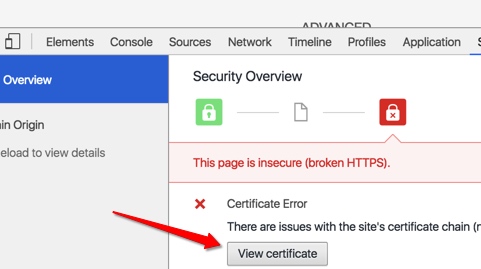 ADVANCED
Elements Console Sources Network Timeline Profiles Application
Overview
Security Overview
in Origin
eload to view details
This page is insecure (broken HTTPS).
Certificate Error
There are issues with the site's certificate chain (n
View certificate